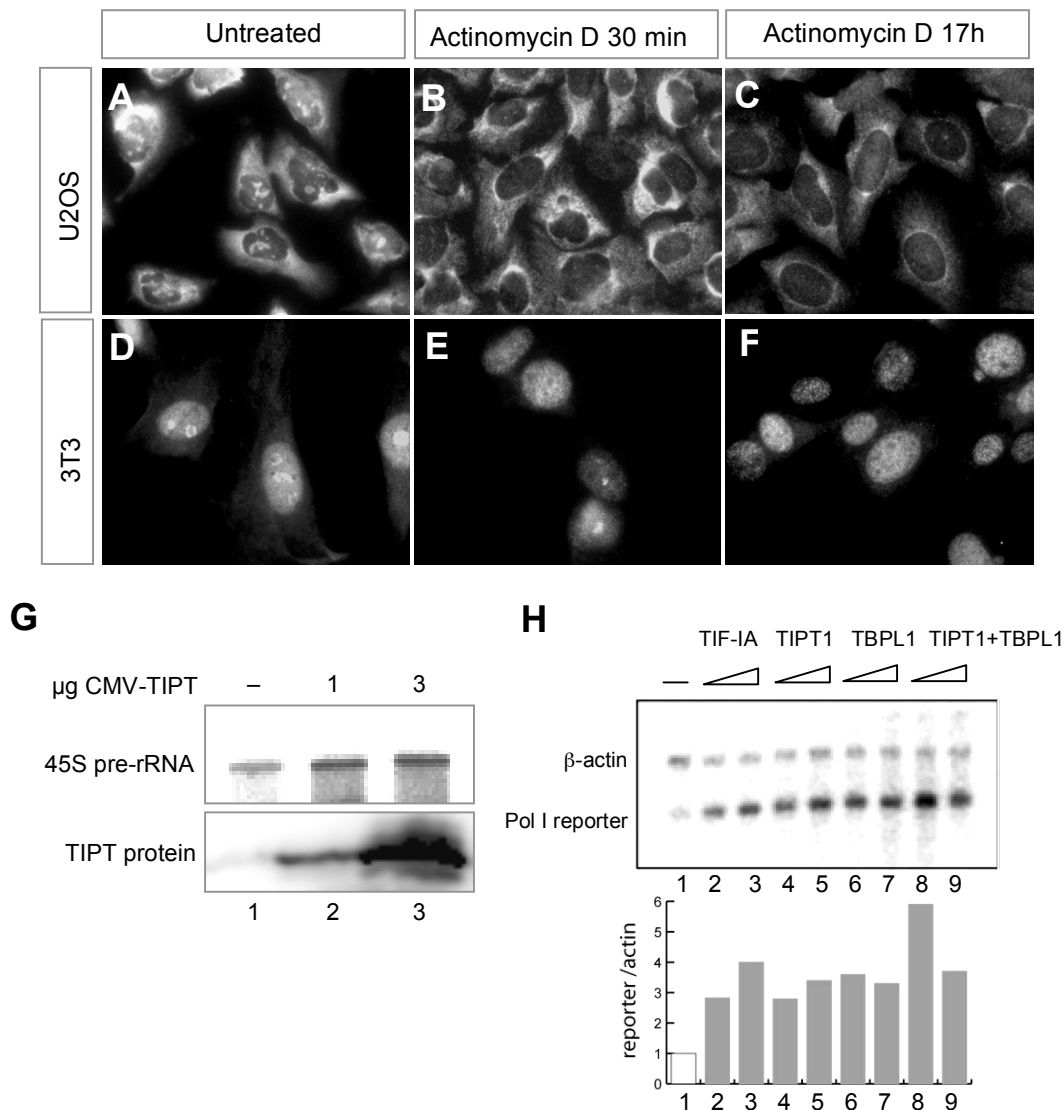 Untreated Actinomycin D 30 min Actinomycin D 17h
U2OS
A B C
3T3
D E F
G
µg CMV-TIPT – 1 3
45S pre-rRNA
TIPT protein
1 2 3
H
TIF-IA TIPT1 TBPL1 TIPT1+TBPL1
—
β-actin
Pol I reporter
1 2 3 4 5 6 7 8 9
reporter /actin
6
5
4
3
2
1
0
1 2 3 4 5 6 7 8 9